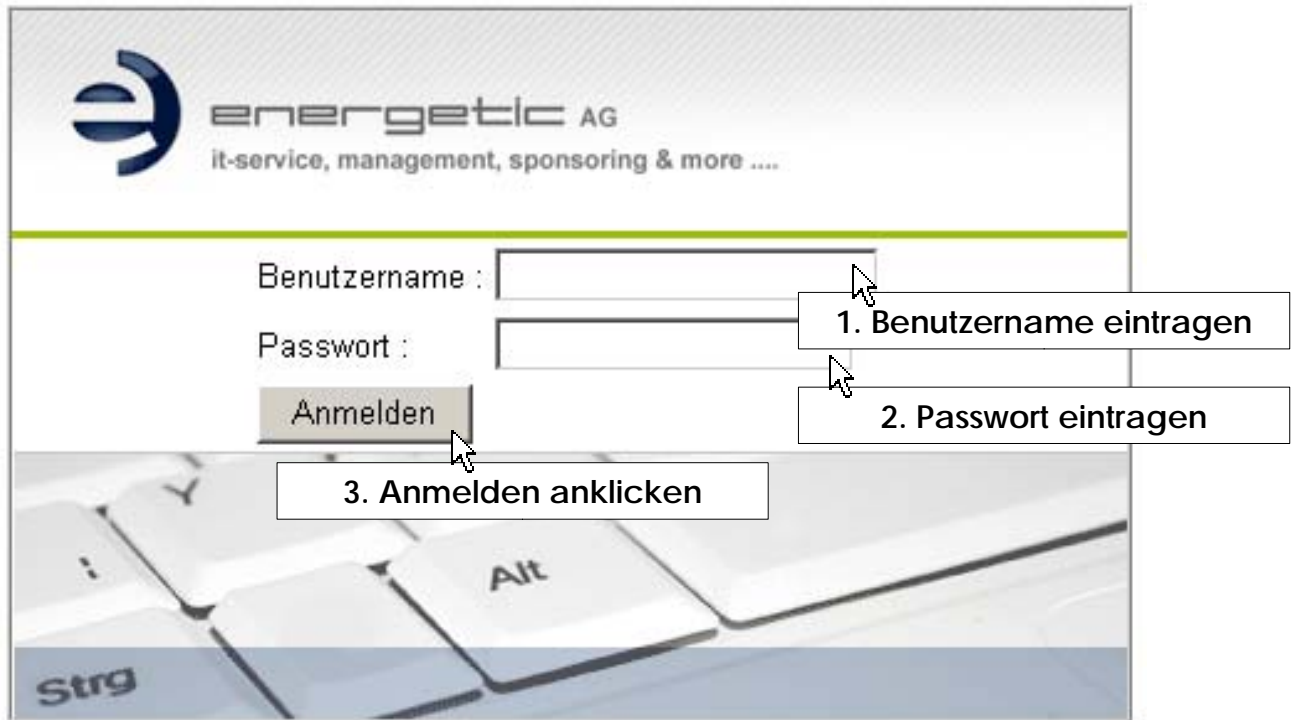 energetic AG
it-service, management, sponsoring & more ....
Benutzername :
1. Benutzername eintragen
Passwort :
2. Passwort eintragen
Anmelden
3. Anmelden anklicken
Y
;
Alt
Strg